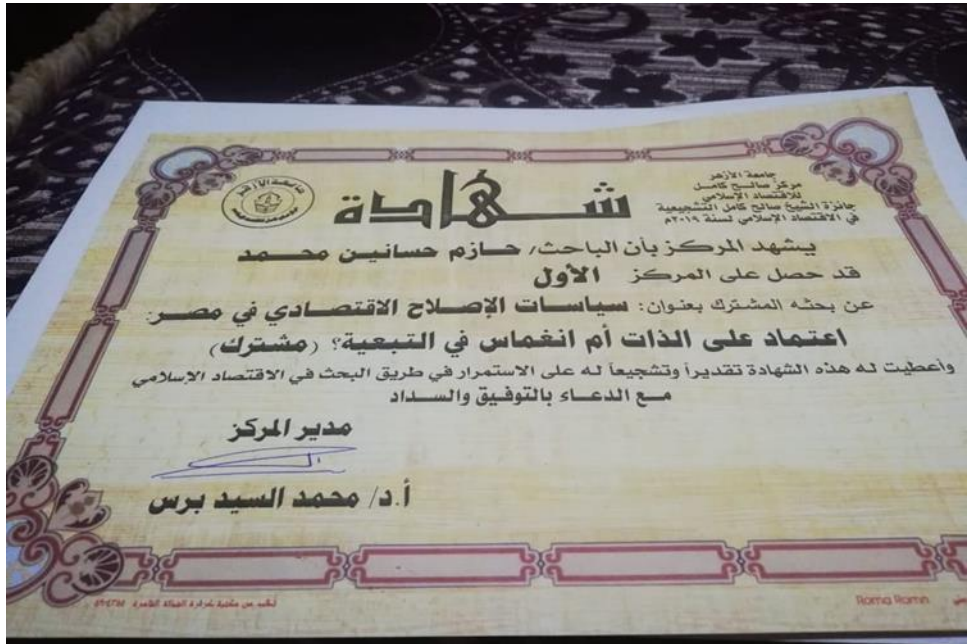 جامعة الأزهر
مركز صالح كامل
للاقتصاد الإسلامي
جائزة الشيخ صالح كامل التشجيعية
في الاقتصاد الإسلامي لسنة ٢٠١٩م
شهادة
يشهد المركز بأن الباحث/ حازم حسانين محمد
قد حصل على المركز الأول
عن بحثه المشترك بعنوان: سياسات الإصلاح الاقتصادي في مصر:
اعتماد على الذات أم انغماس في التبعية؟ (مشترك)
وأعطيت له هذه الشهادة تقديراً وتشجيعاً له على الاستمرار في طريق البحث في الاقتصاد الإسلامي
مع الدعاء بالتوفيق والسداد
مدير المركز
أ.د/ محمد السيد برس
Roma Roma